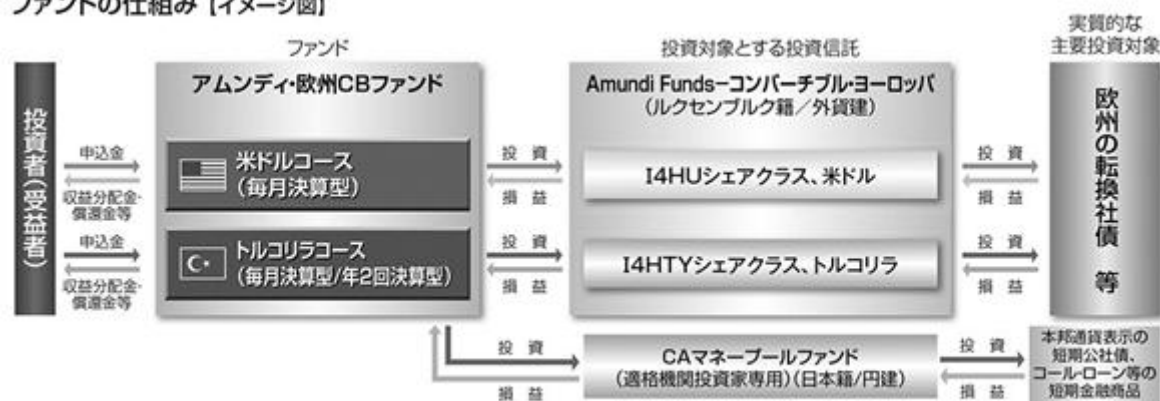 ファンドの仕組み【イメージ図】
実質的な
主要投資対象
ファンド
投資対象とする投資信託
投資者(受益者)
申込金
収益分配金・
償還金等
申込金
収益分配金・
償還金等
アムンディ・欧州CBファンド
米ドルコース
(毎月決算型)
トルコリラコース
(毎月決算型/年2回決算型)
投 資
損 益
投 資
損 益
Amundi Funds-コンバーチブル・ヨーロッパ
(ルクセンブルク籍/外貨建)
I4HUシェアクラス、米ドル
I4HTYシェアクラス、トルコリラ
投 資
損 益
投 資
損 益
欧州の転換社債 等
投 資
損 益
CAマネープールファンド
(適格機関投資家専用)(日本籍/円建)
投 資
損 益
本邦通貨表示の
短期公社債、
コール・ローン等の
短期金融商品